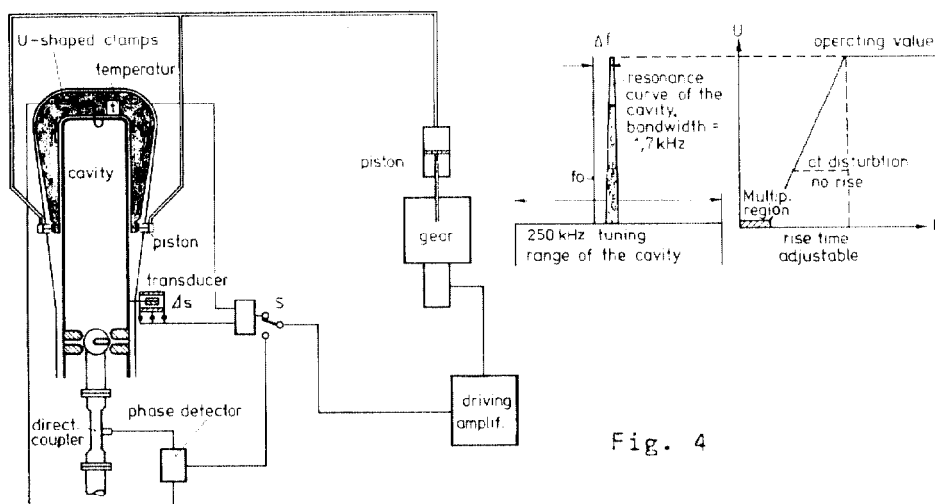 U-shaped clamps
temperatur
t
cavity
piston
transducer
Δs
S
direct.
coupler
phase detector
piston
gear
driving
amplif.
Δf
resonance
curve of the
cavity,
bandwidth =
1,7 kHz
fo
250 kHz tuning
range of the cavity
U
operating value
at disturbtion
no rise
Multip.
region
rise time
adjustable
Fig. 4